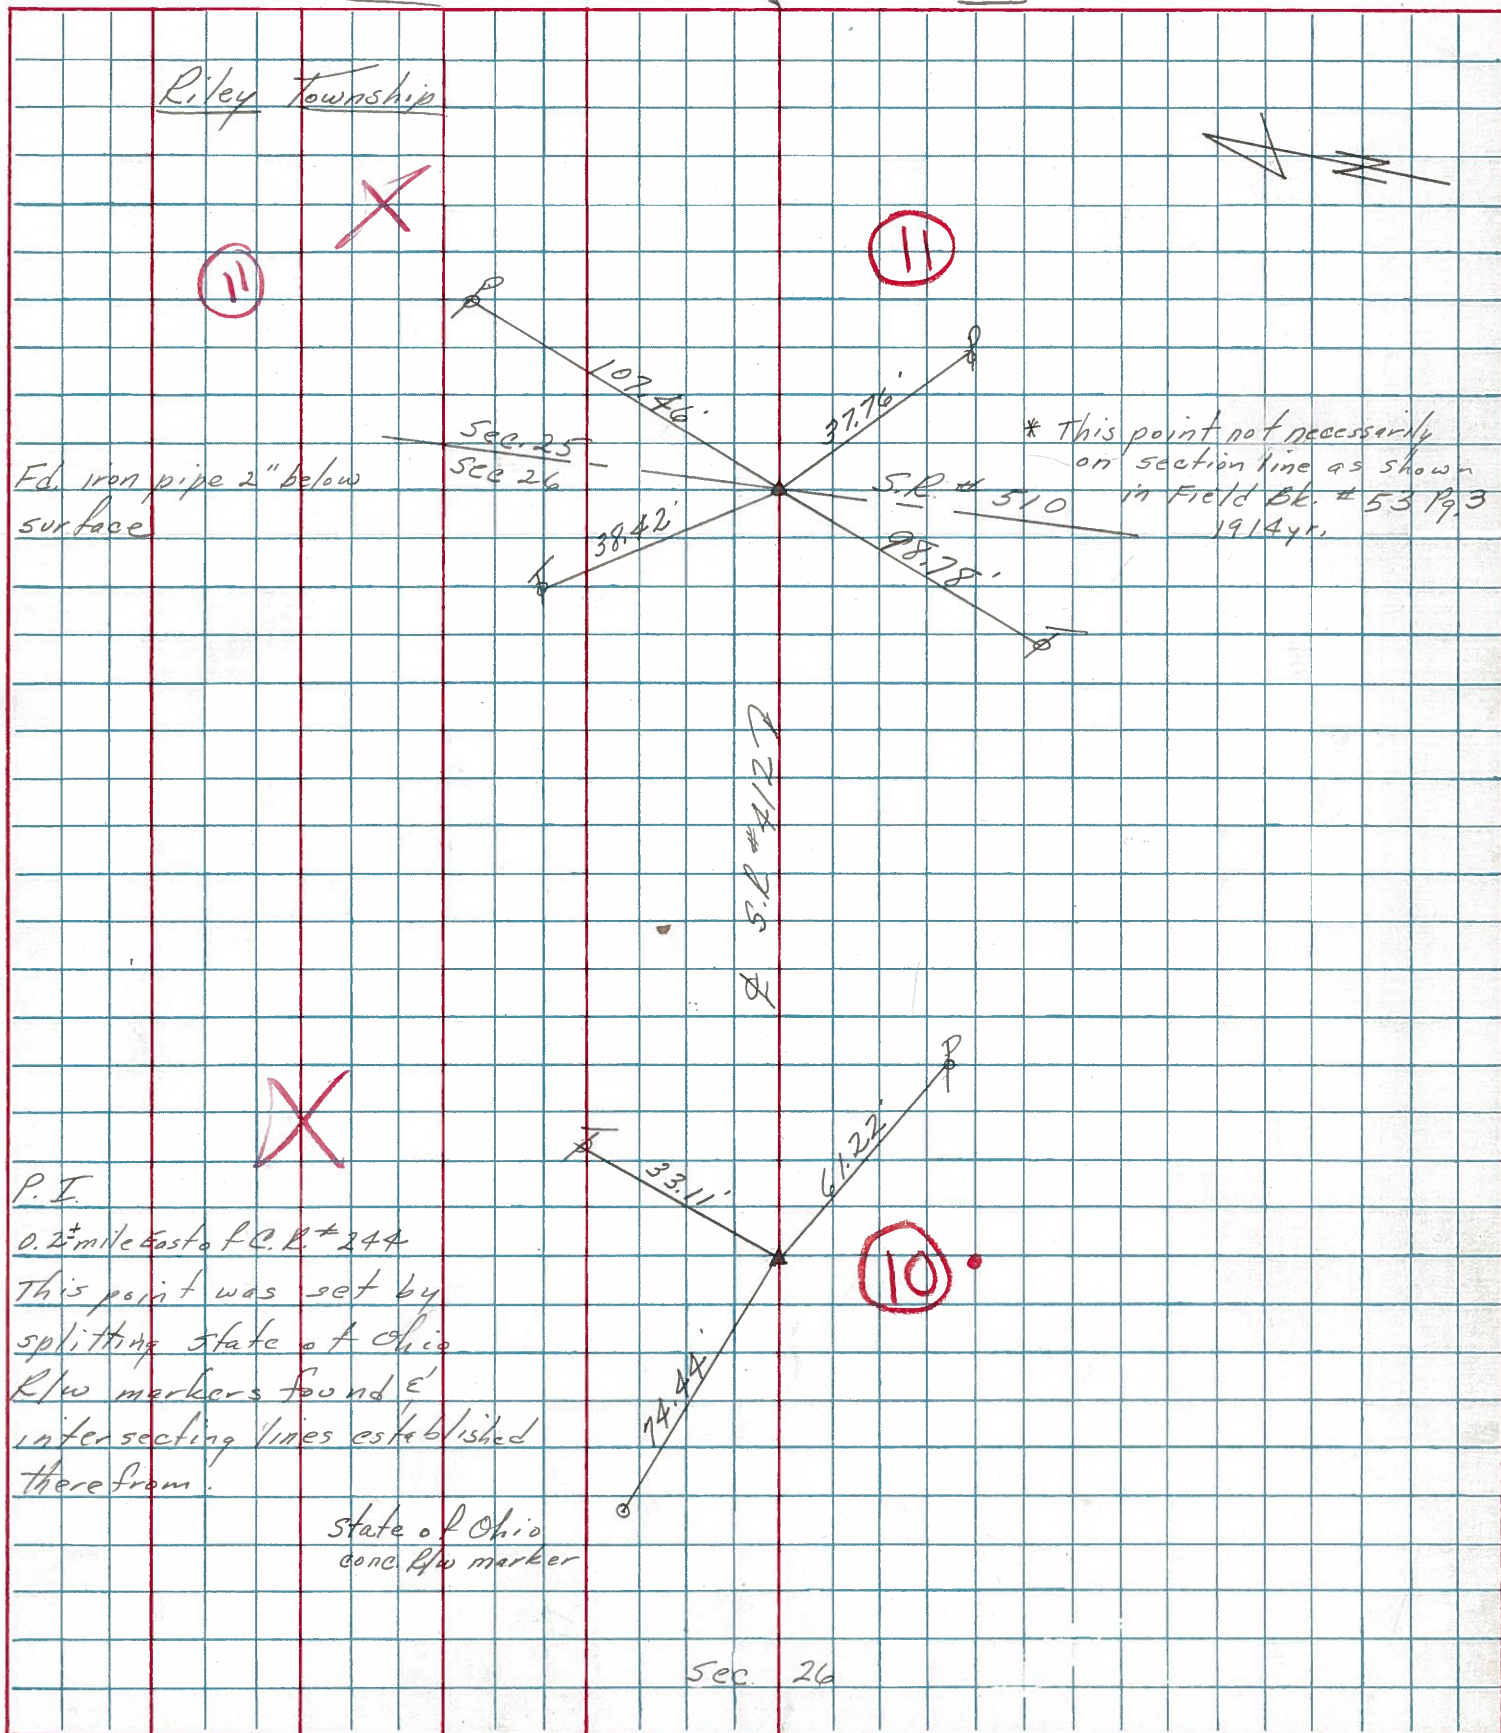 Riley Township
11
11
P
P
107.46'
37.76'
Sec. 25
Sec 26
* This point not necessarily
on section line as shown
in Field Bk. # 53 Pg. 3
1914 yr.
Fd. iron pipe 2" below
surface
S.R. # 510
38.42'
98.78'
T
T
S.R #412
P
T
33.11'
61.22'
P. I.
0.2± mile East of C.R. # 244
This point was set by
splitting State of Ohio
R/w markers found &
intersecting lines established
therefrom.
10
74.44'
State of Ohio
conc. R/w marker
Sec. 26